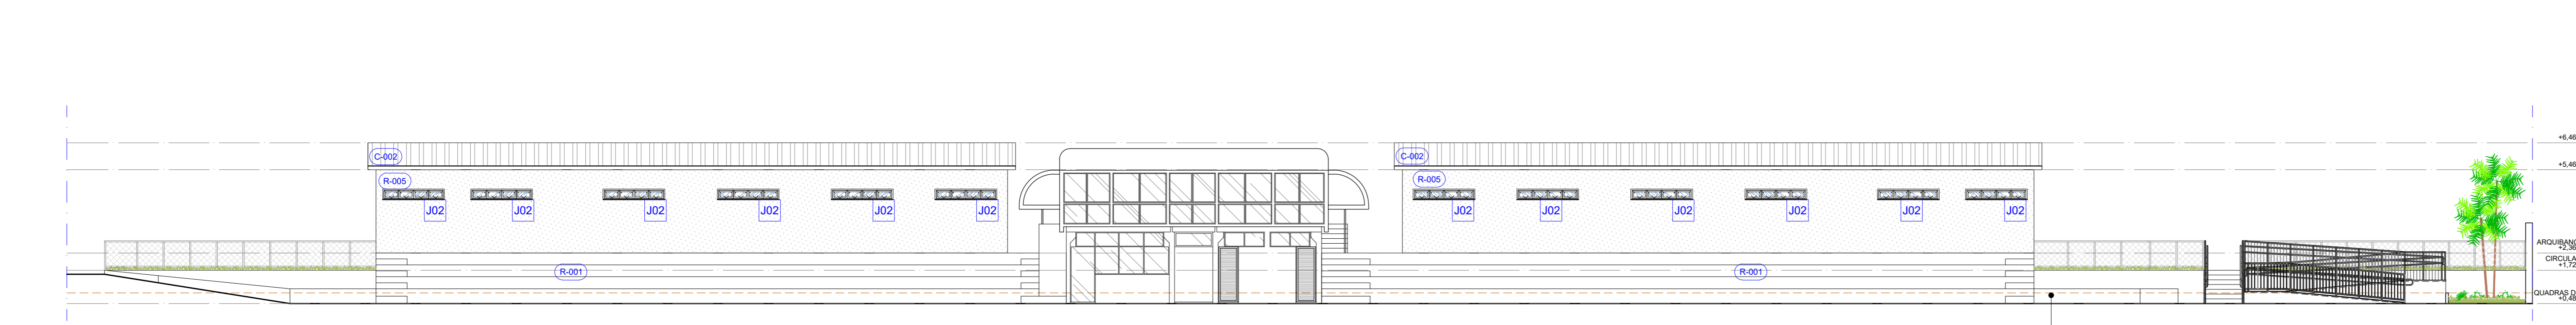 +6,46
C-002
C-002
+5,46
R-005
R-005
J02 J02 J02 J02 J02 J02
J02 J02 J02 J02 J02 J02
ARQUIBANC
+2,36
CIRCULA
+1,72
R-001
R-001
QUADRAS D
+0,48